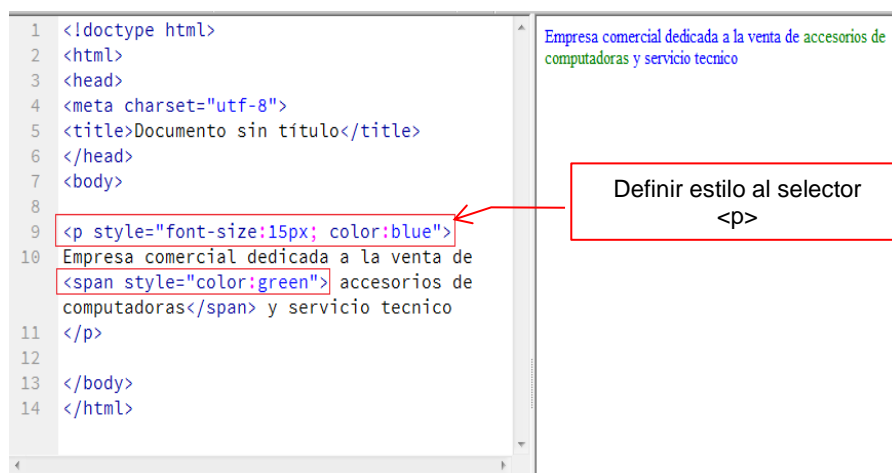 1 <!doctype html>
2 <html>
3 <head>
4 <meta charset="utf-8">
5 <title>Documento sin título</title>
6 </head>
7 <body>
8
9 <p style="font-size:15px; color:blue">
10 Empresa comercial dedicada a la venta de
<span style="color:green"> accesorios de
computadoras</span> y servicio tecnico
11 </p>
12
13 </body>
14 </html>
Empresa comercial dedicada a la venta de accesorios de
computadoras y servicio tecnico
Definir estilo al selector
<p>